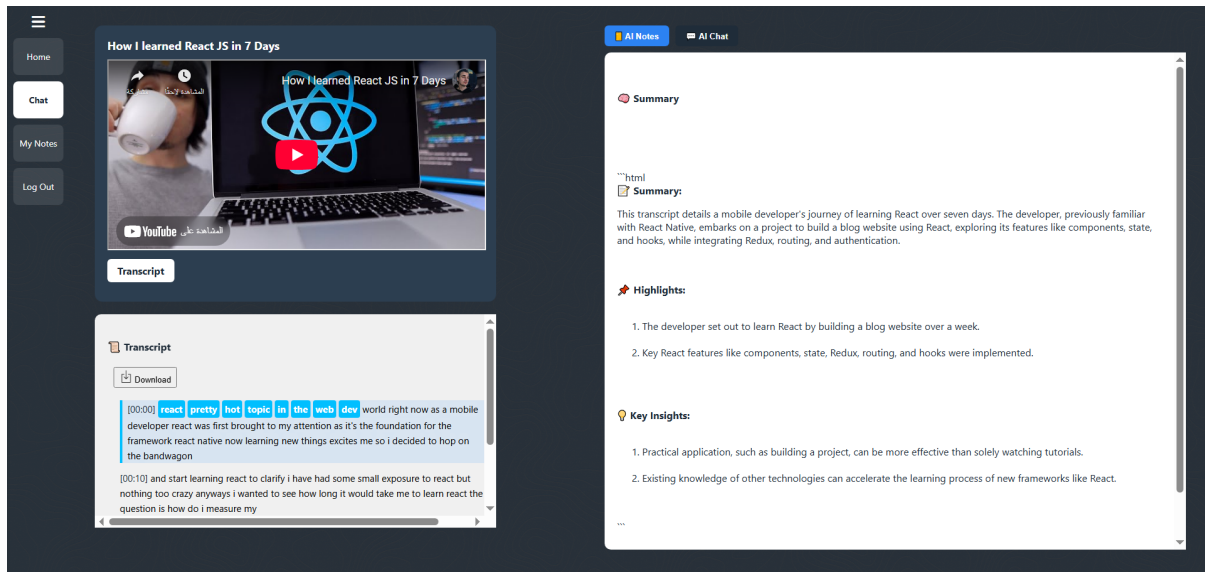 Home
Chat
My Notes
Log Out
How I learned React JS in 7 Days
How I learned React JS in 7 Days
المشاهدة لاحقًا
مشاركة
المشاهدة على YouTube
Transcript
📜 Transcript
Download
[00:00] react pretty hot topic in the web dev world right now as a mobile
developer react was first brought to my attention as it's the foundation for the
framework react native now learning new things excites me so i decided to hop on
the bandwagon
[00:10] and start learning react to clarify i have had some small exposure to react but
nothing too crazy anyways i wanted to see how long it would take me to learn react the
question is how do i measure my
📒 AI Notes
💬 AI Chat
🧠 Summary
```html
📝 Summary:
This transcript details a mobile developer's journey of learning React over seven days. The developer, previously familiar
with React Native, embarks on a project to build a blog website using React, exploring its features like components, state,
and hooks, while integrating Redux, routing, and authentication.
📌 Highlights:
1. The developer set out to learn React by building a blog website over a week.
2. Key React features like components, state, Redux, routing, and hooks were implemented.
💡 Key Insights:
1. Practical application, such as building a project, can be more effective than solely watching tutorials.
2. Existing knowledge of other technologies can accelerate the learning process of new frameworks like React.
```